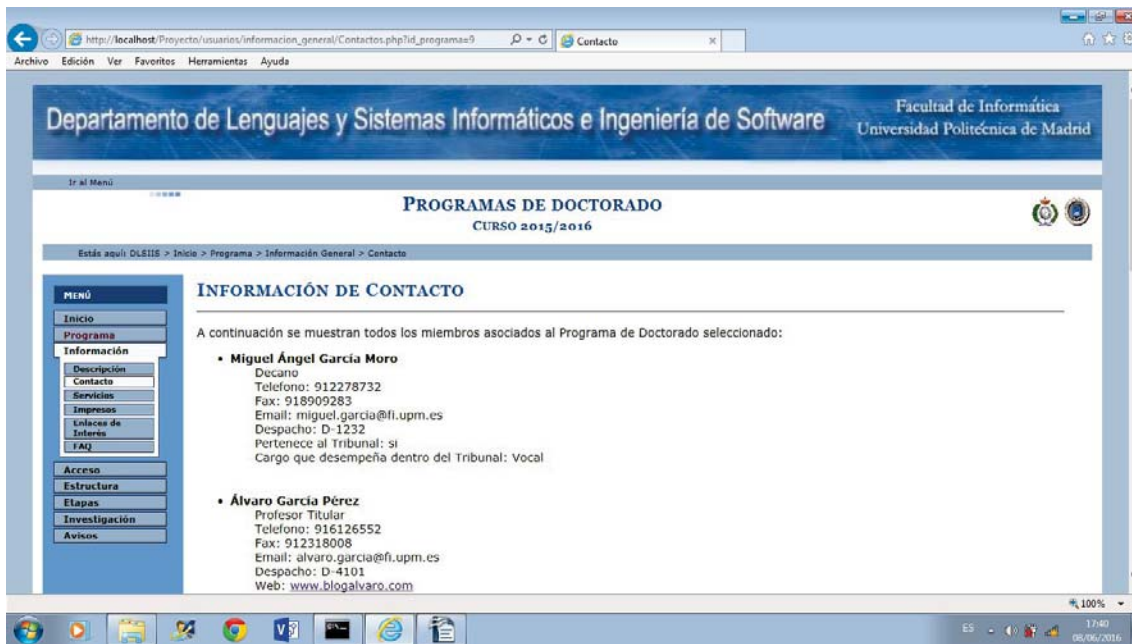 http://localhost/Proyecto/usuarios/informacion_general/Contactos.php?id_programa=9
Contacto
Archivo Edición Ver Favoritos Herramientas Ayuda
Departamento de Lenguajes y Sistemas Informáticos e Ingeniería de Software
Facultad de Informática
Universidad Politécnica de Madrid
Ir al Menú
PROGRAMAS DE DOCTORADO
CURSO 2015/2016
Estás aquí: DLSIIS > Inicio > Programa > Información General > Contacto
MENÚ
Inicio
Programa
Información
Descripción
Contacto
Servicios
Impresos
Enlaces de
Interés
FAQ
Acceso
Estructura
Etapas
Investigación
Avisos
INFORMACIÓN DE CONTACTO
A continuación se muestran todos los miembros asociados al Programa de Doctorado seleccionado:
• Miguel Ángel García Moro
Decano
Telefono: 912278732
Fax: 918909283
Email: miguel.garcia@fi.upm.es
Despacho: D-1232
Pertenece al Tribunal: si
Cargo que desempeña dentro del Tribunal: Vocal
• Álvaro García Pérez
Profesor Titular
Telefono: 916126552
Fax: 912318008
Email: alvaro.garcia@fi.upm.es
Despacho: D-4101
Web: www.blogalvaro.com
100%
ES
17:40
08/06/2016